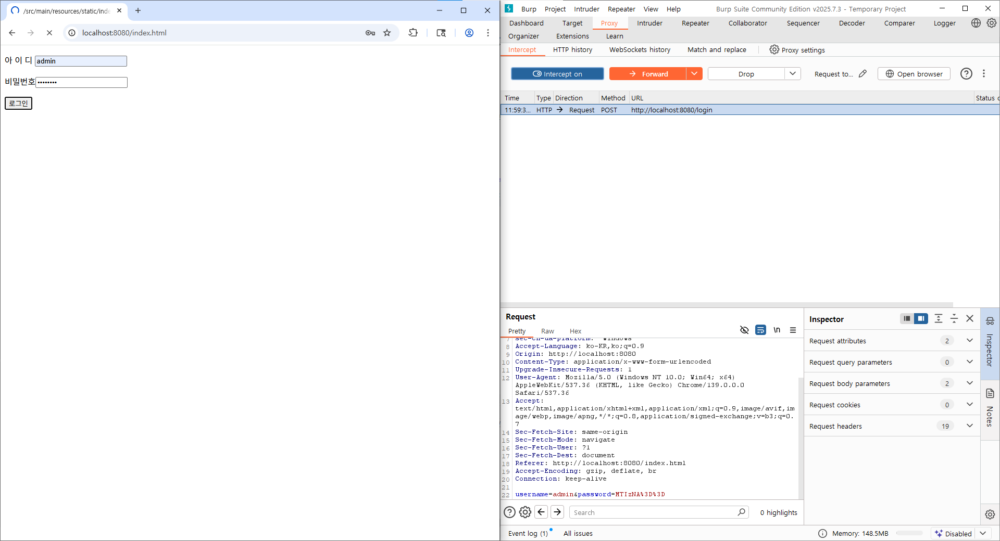 /src/main/resources/static/inde
localhost:8080/index.html
아 이 디 admin
비밀번호 ••••••••
로그인
Burp Project Intruder Repeater View Help Burp Suite Community Edition v2025.7.3 - Temporary Project
Dashboard Target Proxy Intruder Repeater Collaborator Sequencer Decoder Comparer Logger
Organizer Extensions Learn
Intercept HTTP history WebSockets history Match and replace Proxy settings
Intercept on Forward Drop Request to... Open browser
Time Type Direction Method URL Status c
11:59:3... HTTP → Request POST http://localhost:8080/login
Request
Pretty Raw Hex \n
7 sec-ch-ua-platform: "Windows"
8 Accept-Language: ko-KR,ko;q=0.9
9 Origin: http://localhost:8080
10 Content-Type: application/x-www-form-urlencoded
11 Upgrade-Insecure-Requests: 1
12 User-Agent: Mozilla/5.0 (Windows NT 10.0; Win64; x64)
AppleWebKit/537.36 (KHTML, like Gecko) Chrome/139.0.0.0
Safari/537.36
13 Accept:
text/html,application/xhtml+xml,application/xml;q=0.9,image/avif,im
age/webp,image/apng,*/*;q=0.8,application/signed-exchange;v=b3;q=0.
7
14 Sec-Fetch-Site: same-origin
15 Sec-Fetch-Mode: navigate
16 Sec-Fetch-User: ?1
17 Sec-Fetch-Dest: document
18 Referer: http://localhost:8080/index.html
19 Accept-Encoding: gzip, deflate, br
20 Connection: keep-alive
21
22 username=admin&password=MTIzNA%3D%3D
Search 0 highlights
Inspector
Request attributes 2
Request query parameters 0
Request body parameters 2
Request cookies 0
Request headers 19
Inspector
Notes
Event log (1) All issues Memory: 148.5MB Disabled